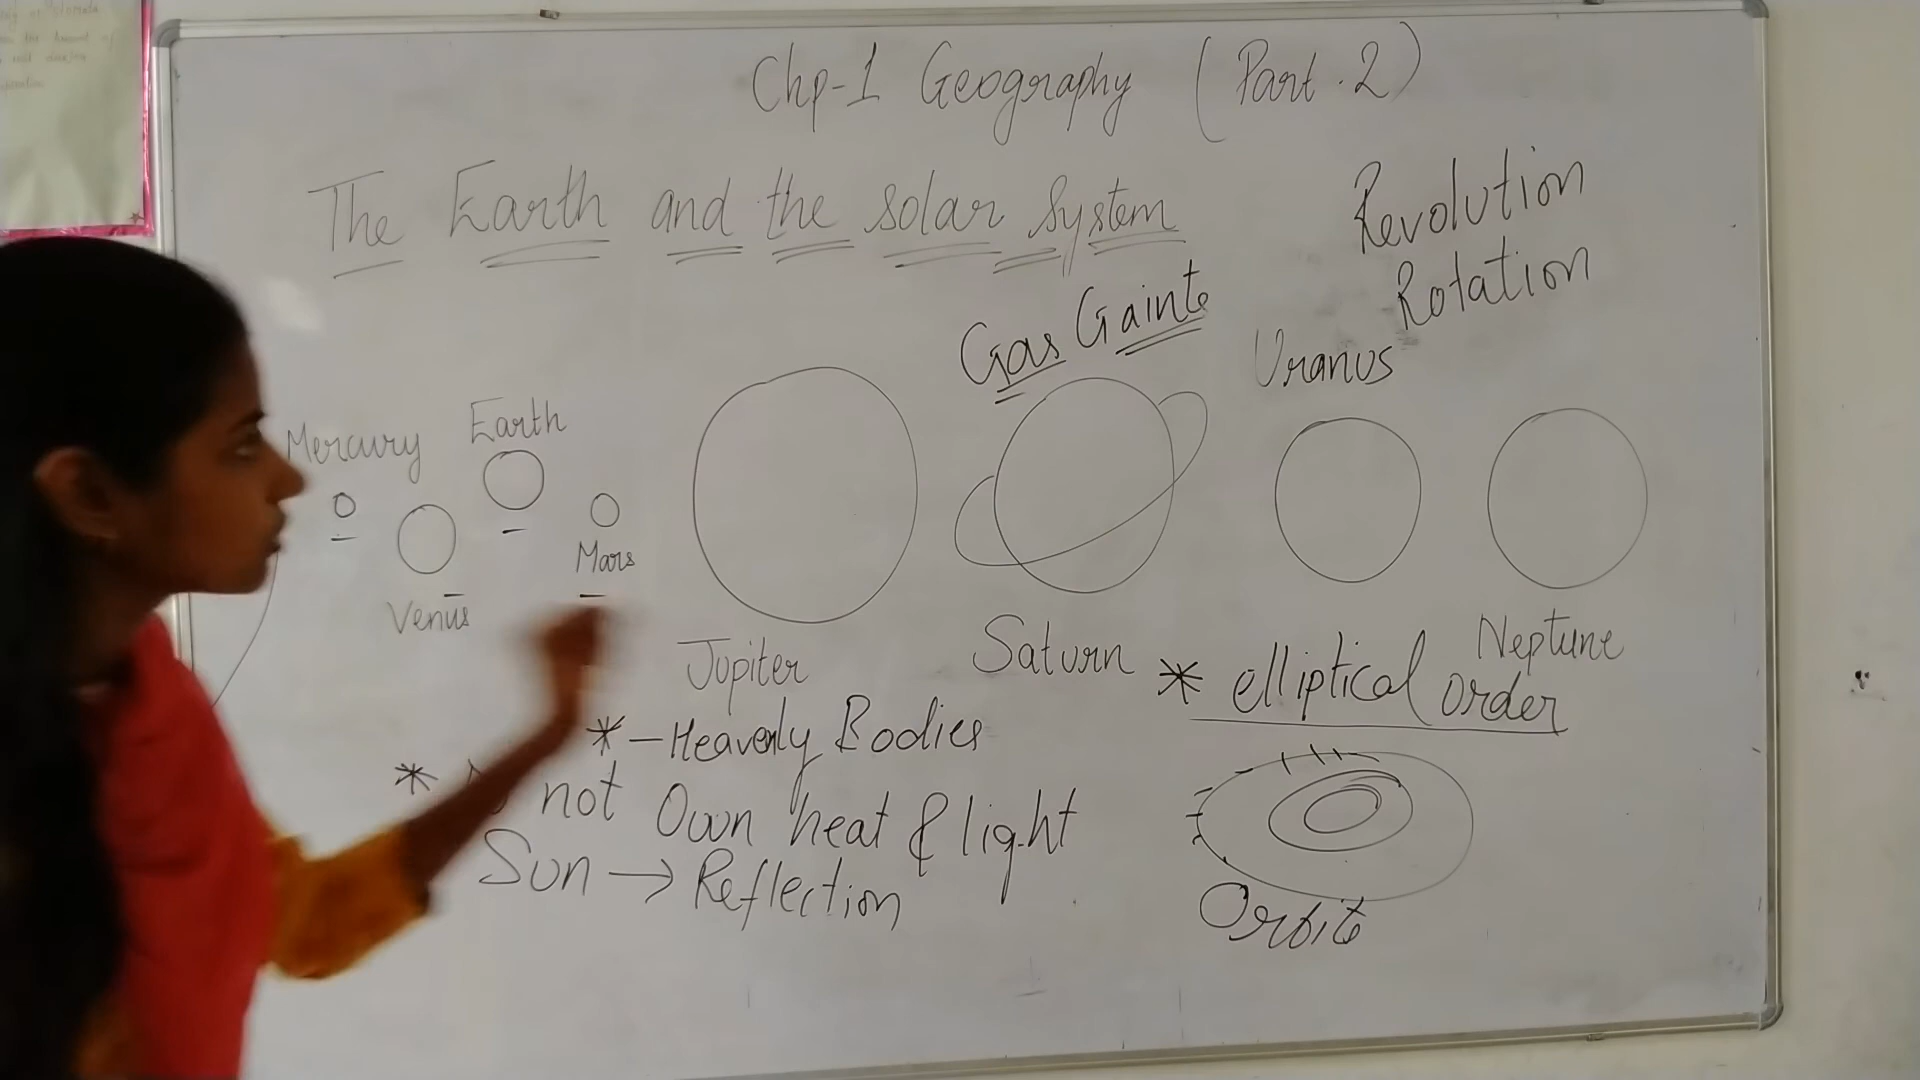 Chp-1 Geography (Part.2)
The Earth and the solar system
Revolution
Rotation
Gas Gaints
Uranus
Mercury
Earth
Mars
Venus
Jupiter
Saturn
Neptune
* elliptical order
* - Heavenly Bodies
* not Own heat & light
Sun → Reflection
Orbit